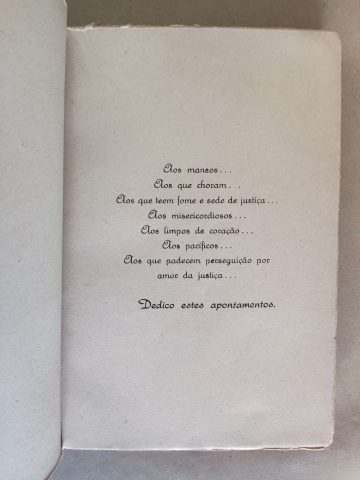 Aos mansos...
Aos que choram...
Aos que teem fome e sede de justiça...
Aos misericordiosos...
Aos limpos de coração...
Aos pacíficos...
Aos que padecem perseguição por
amor da justiça...
Dedico estes apontamentos.